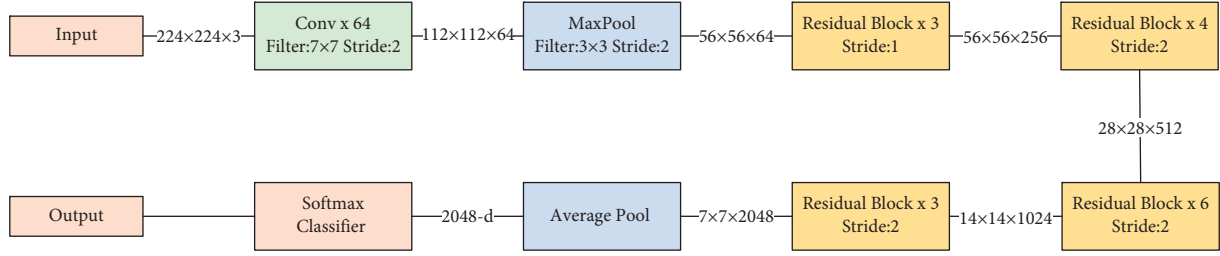 Input
224×224×3
Conv x 64
Filter:7×7 Stride:2
112×112×64
MaxPool
Filter:3×3 Stride:2
56×56×64
Residual Block x 3
Stride:1
56×56×256
Residual Block x 4
Stride:2
28×28×512
Residual Block x 6
Stride:2
14×14×1024
Residual Block x 3
Stride:2
7×7×2048
Average Pool
2048-d
Softmax
Classifier
Output